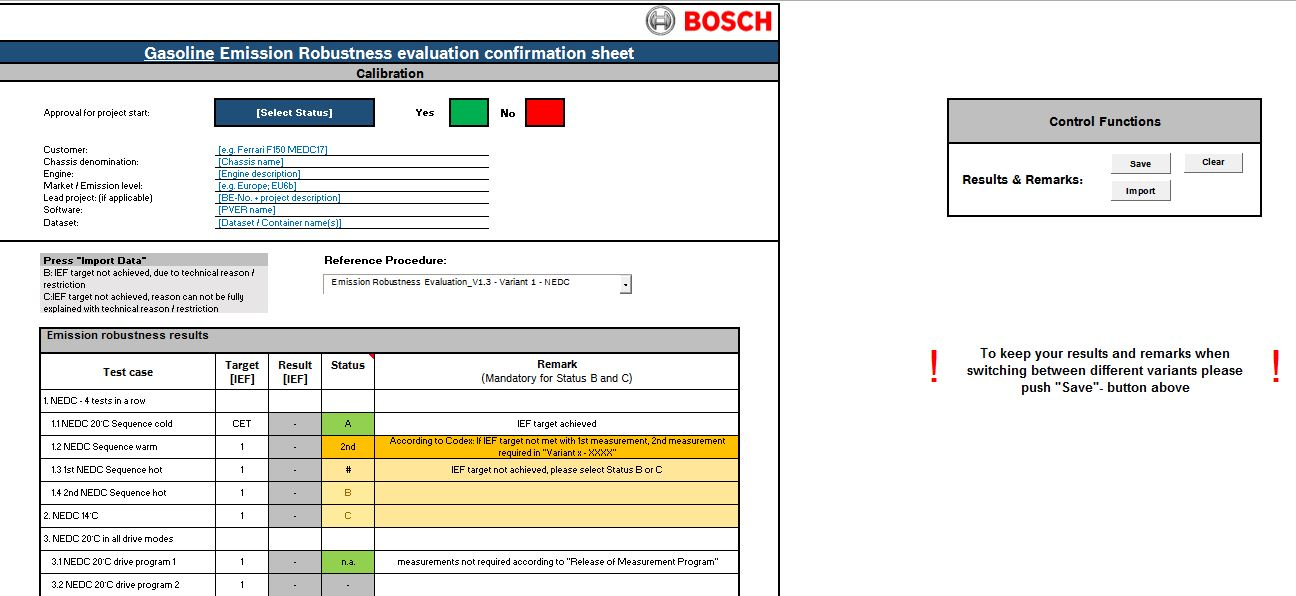 BOSCH
Gasoline Emission Robustness evaluation confirmation sheet
Calibration
Approval for project start: [Select Status] Yes No
Customer: [e.g. Ferrari F150 MEDC17]
Chassis denomination: [Chassis name]
Engine: [Engine description]
Market / Emission level: [e.g. Europe; EU6b]
Lead project: (if applicable) [BE-No. + project description]
Software: [PVER name]
Dataset: [Dataset / Container name(s)]
Press "Import Data"
B: IEF target not achieved, due to technical reason /
restriction
C:IEF target not achieved, reason can not be fully
explained with technical reason / restriction
Reference Procedure:
Emission Robustness Evaluation_V1.3 - Variant 1 - NEDC
Emission robustness results
Test case Target [IEF] Result [IEF] Status Remark
(Mandatory for Status B and C)
1. NEDC - 4 tests in a row
1.1 NEDC 20°C Sequence cold CET - A IEF target achieved
1.2 NEDC Sequence warm 1 - 2nd According to Codex: If IEF target not met with 1st measurement, 2nd measurement
required in "Variant x - XXXX"
1.3 1st NEDC Sequence hot 1 - # IEF target not achieved, please select Status B or C
1.4 2nd NEDC Sequence hot 1 - B
2. NEDC 14°C 1 - C
3. NEDC 20°C in all drive modes
3.1 NEDC 20°C drive program 1 1 - n.a. measurements not required according to "Release of Measurement Program"
3.2 NEDC 20°C drive program 2 1 - -
Control Functions
Results & Remarks: Save Clear
Import
! To keep your results and remarks when !
switching between different variants please
push "Save"- button above